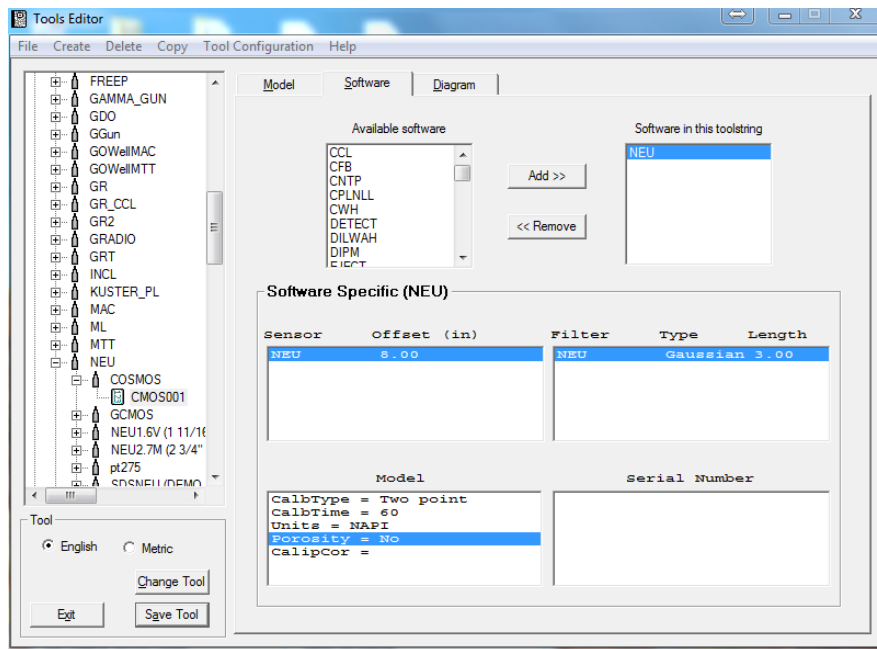 Tools Editor
File Create Delete Copy Tool Configuration Help
FREEP
GAMMA_GUN
GDO
GGun
GOWellMAC
GOWellMTT
GR
GR_CCL
GR2
GRADIO
GRT
INCL
KUSTER_PL
MAC
ML
MTT
NEU
COSMOS
CMOS001
GCMOS
NEU1.6V (1 11/16
NEU2.7M (2 3/4"
pt275
SDSNEU (DEMO
Tool
English Metric
Change Tool
Exit Save Tool
Model Software Diagram
Available software
CCL
CFB
CNTP
CPLNLL
CWH
DETECT
DILWAH
DIPM
EJECT
Add >>
<< Remove
Software in this toolstring
NEU
Software Specific (NEU)
Sensor Offset (in)
NEU 8.00
Filter Type Length
NEU Gaussian 3.00
Model
CalbType = Two point
CalbTime = 60
Units = NAPI
Porosity = No
CalipCor =
Serial Number